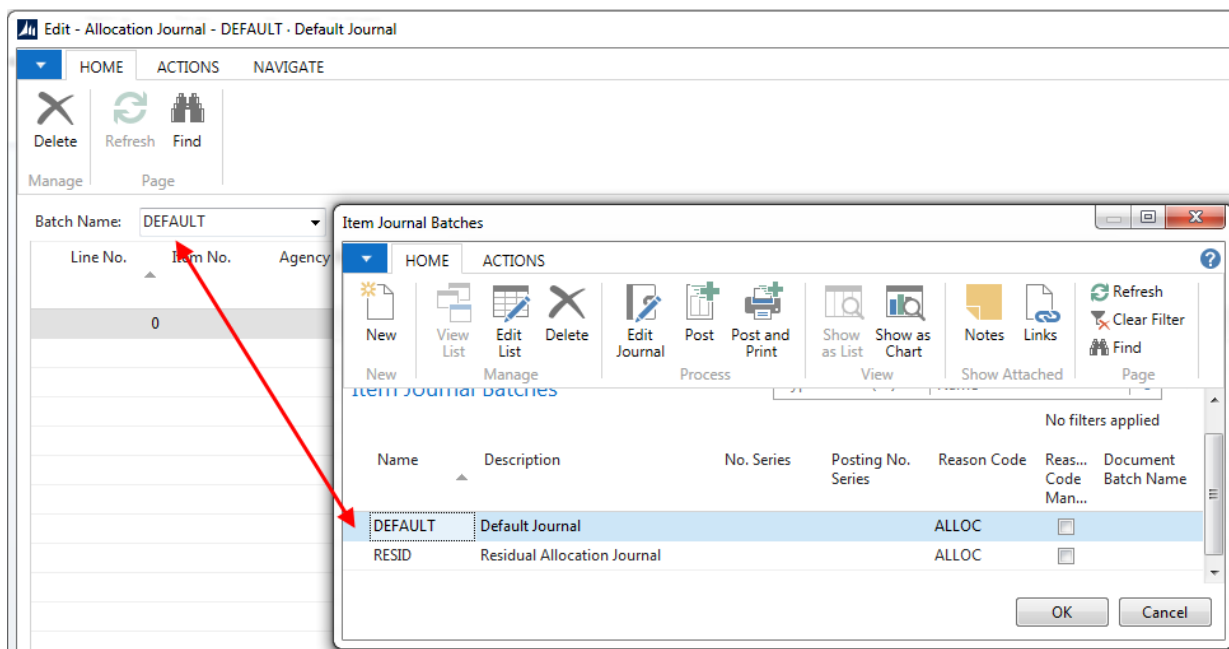 Edit - Allocation Journal - DEFAULT · Default Journal
HOME ACTIONS NAVIGATE
Delete Refresh Find
Manage Page
Batch Name: DEFAULT
Line No. Item No. Agency
0
Item Journal Batches
HOME ACTIONS
New View List Edit List Delete Edit Journal Post Post and Print Show as List Show as Chart Notes Links Refresh
Clear Filter
Find
New Manage Process View Show Attached Page
Item Journal Batches
No filters applied
Name Description No. Series Posting No. Series Reason Code Reas... Code Man... Document Batch Name
DEFAULT Default Journal ALLOC
RESID Residual Allocation Journal ALLOC
OK Cancel